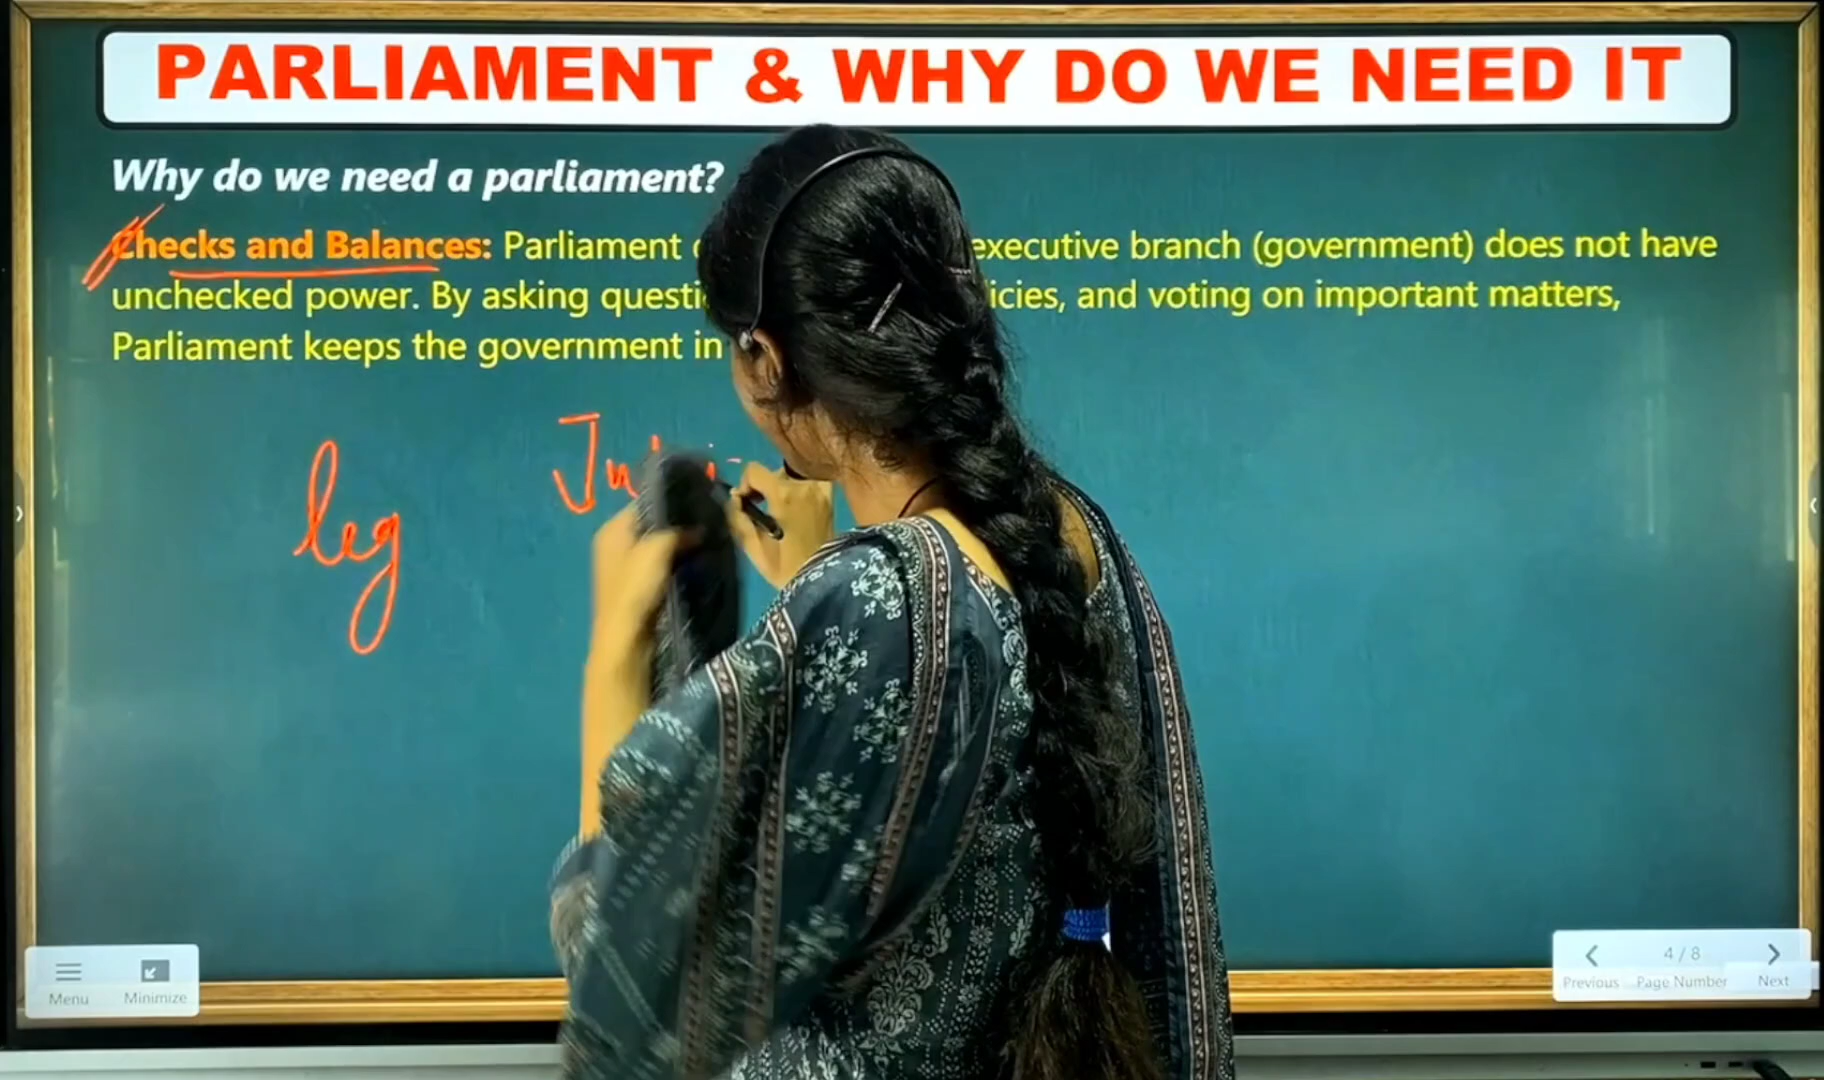 PARLIAMENT & WHY DO WE NEED IT
Why do we need a parliament?
Checks and Balances: Parliament executive branch (government) does not have
unchecked power. By asking and voting on important matters,
Parliament keeps the government in
leg
Menu Minimize
4 / 8
Previous Page Number Next